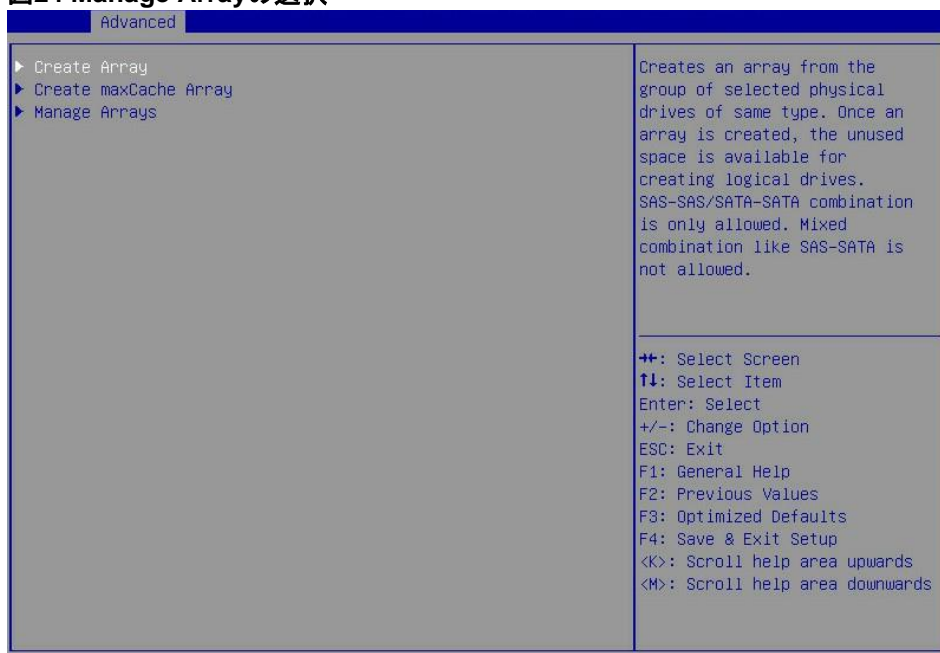 Advanced
Create Array
Create maxCache Array
Manage Arrays
Creates an array from the
group of selected physical
drives of same type. Once an
array is created, the unused
space is available for
creating logical drives.
SAS-SAS/SATA-SATA combination
is only allowed. Mixed
combination like SAS-SATA is
not allowed.
→←: Select Screen
↑↓: Select Item
Enter: Select
+/-: Change Option
ESC: Exit
F1: General Help
F2: Previous Values
F3: Optimized Defaults
F4: Save & Exit Setup
<K>: Scroll help area upwards
<M>: Scroll help area downwards